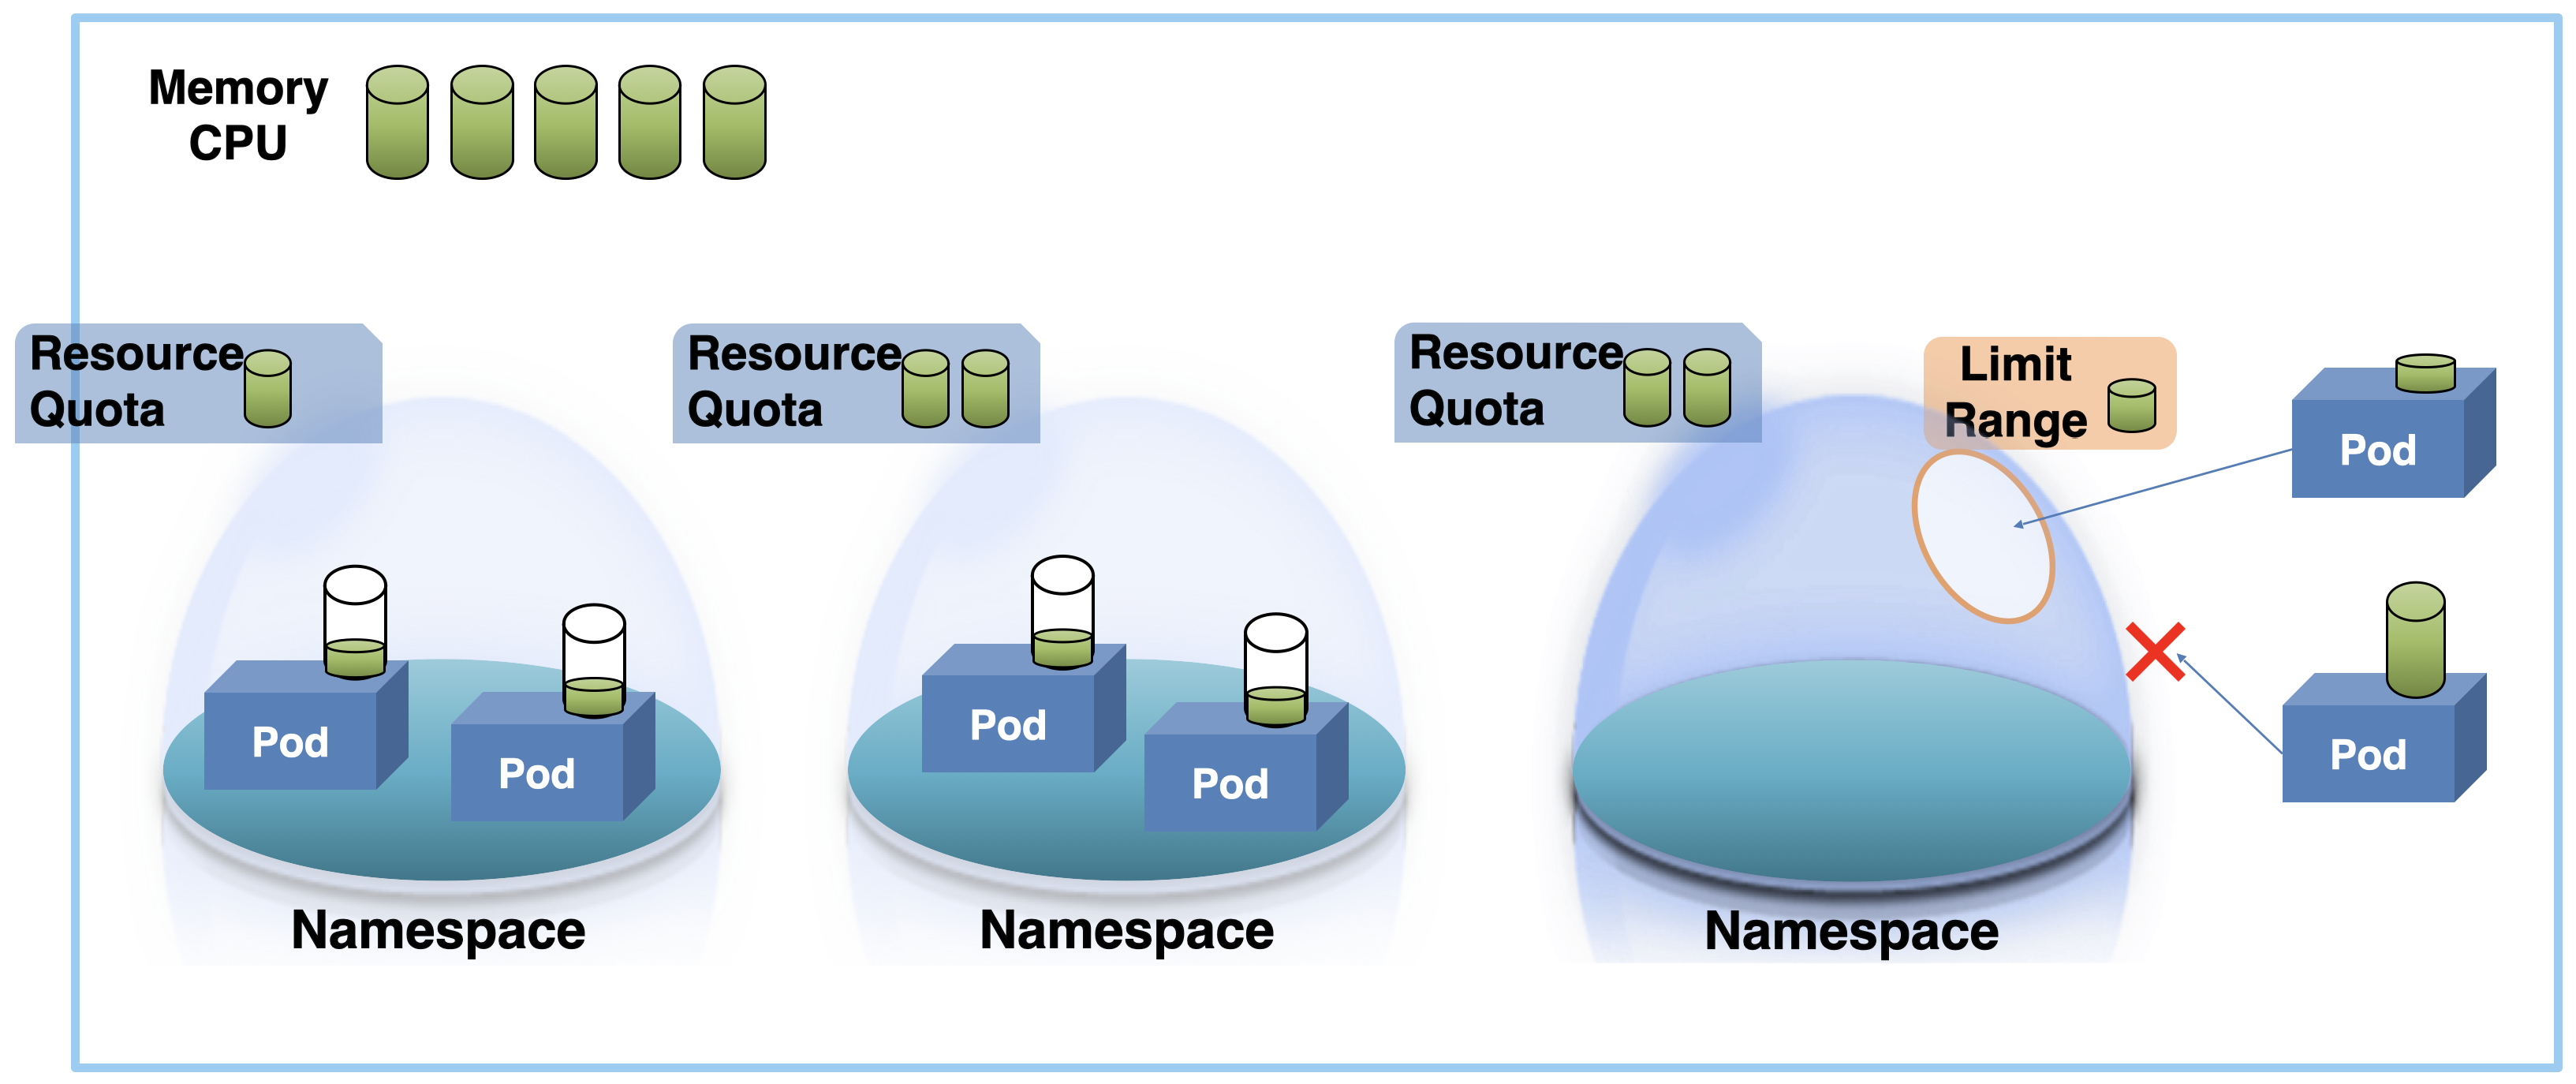 Memory
CPU
Resource
Quota
Resource
Quota
Resource
Quota
Limit
Range
Pod
Pod
Pod
Pod
Pod
Pod
Namespace
Namespace
Namespace